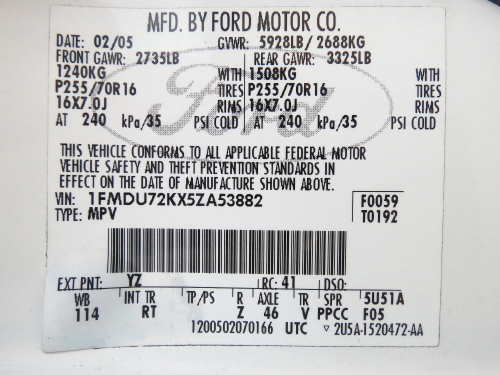 MFD. BY FORD MOTOR CO.
DATE: 02/05 GVWR: 5928LB/ 2688KG
FRONT GAWR: 2735LB REAR GAWR: 3325LB
1240KG WITH 1508KG WITH
P255/70R16 TIRES P255/70R16 TIRES
16X7.0J RIMS 16X7.0J RIMS
AT 240 kPa/35 PSI COLD AT 240 kPa/35 PSI COLD
THIS VEHICLE CONFORMS TO ALL APPLICABLE FEDERAL MOTOR
VEHICLE SAFETY AND THEFT PREVENTION STANDARDS IN
EFFECT ON THE DATE OF MANUFACTURE SHOWN ABOVE.
VIN: 1FMDU72KX5ZA53882 F0059
TYPE: MPV T0192
Ford
EXT PNT: YZ RC: 41 DSO:
WB INT TR TP/PS R AXLE TR SPR 5U51A
114 RT Z 46 V PPCC F05
1200502070166 UTC 2U5A-1520472-AA